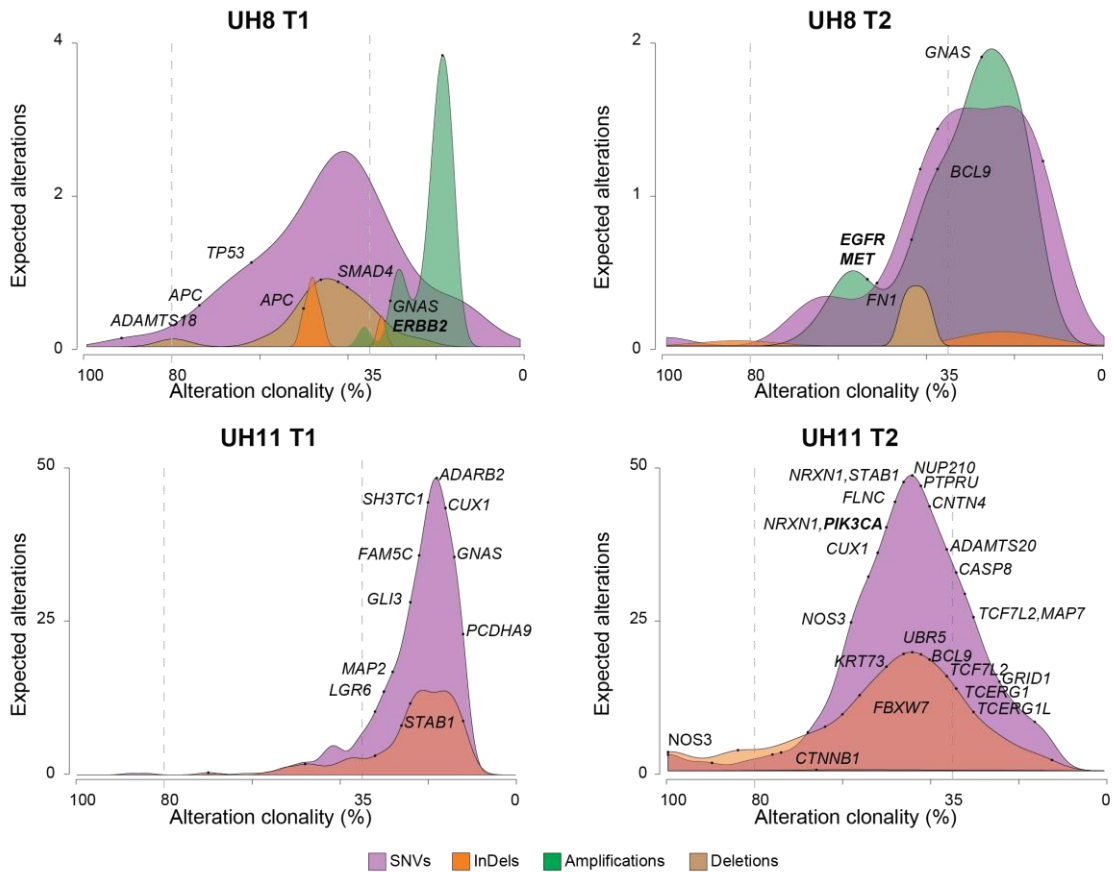 UH8 T1
4
2
0
Expected alterations
ADAMTS18
APC
TP53
APC
SMAD4
GNAS
ERBB2
100
80
35
0
Alteration clonality (%)
UH8 T2
2
1
0
Expected alterations
GNAS
BCL9
EGFR
MET
FN1
100
80
35
0
Alteration clonality (%)
UH11 T1
50
25
0
Expected alterations
ADARB2
SH3TC1
CUX1
FAM5C
GNAS
GLI3
PCDHA9
MAP2
LGR6
STAB1
100
80
35
0
Alteration clonality (%)
UH11 T2
50
25
0
Expected alterations
NRXN1,STAB1
NUP210
PTPRU
FLNC
CNTN4
NRXN1,PIK3CA
CUX1
ADAMTS20
CASP8
NOS3
TCF7L2,MAP7
UBR5
KRT73
BCL9
TCF7L2
GRID1
TCERG1
FBXW7
TCERG1L
NOS3
CTNNB1
100
80
35
0
Alteration clonality (%)
SNVs
InDels
Amplifications
Deletions